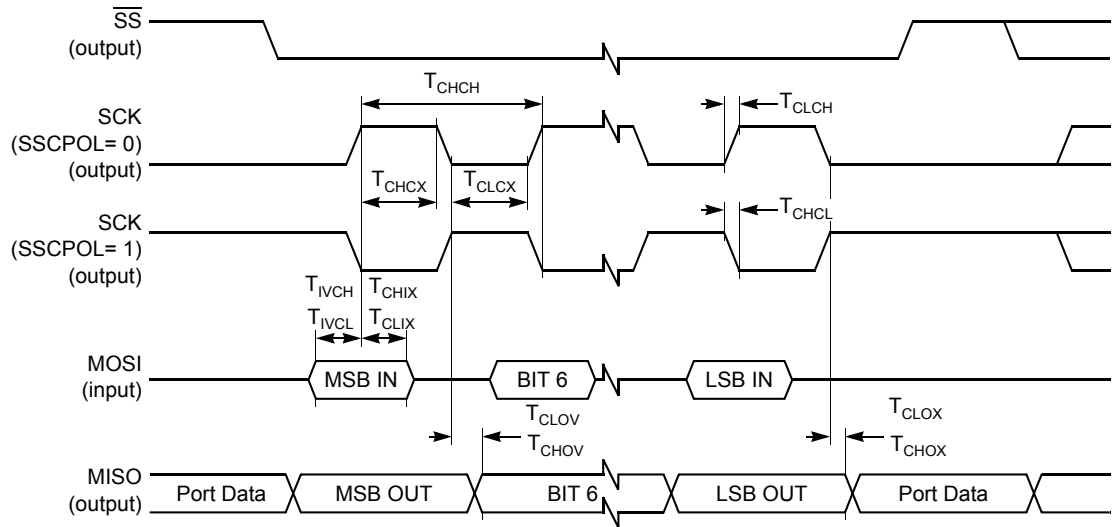 SS
(output)
T_CHCH
T_CLCH
SCK
(SSCPOL= 0)
(output)
T_CHCX
T_CLCX
SCK
(SSCPOL= 1)
(output)
T_CHCL
T_IVCH T_CHIX
T_IVCL T_CLIX
MOSI
(input)
MSB IN
BIT 6
LSB IN
T_CLOV
T_CHOV
T_CLOX
T_CHOX
MISO
(output)
Port Data
MSB OUT
BIT 6
LSB OUT
Port Data